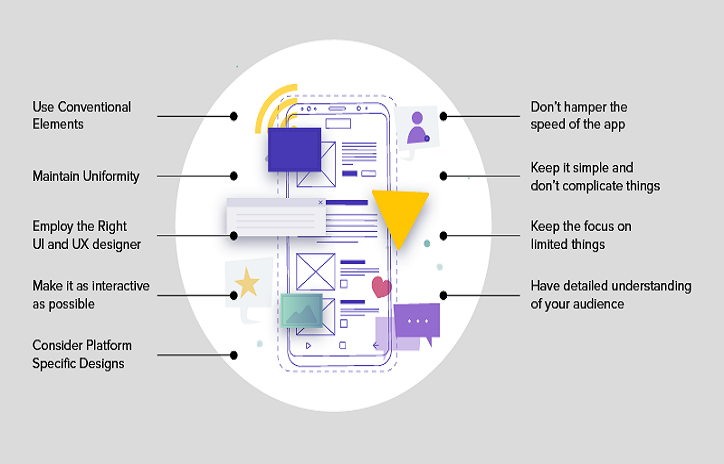 Use Conventional
Elements
Maintain Uniformity
Employ the Right
UI and UX designer
Make it as interactive
as possible
Consider Platform
Specific Designs
Don't hamper the
speed of the app
Keep it simple and
don't complicate things
Keep the focus on
limited things
Have detailed understanding
of your audience